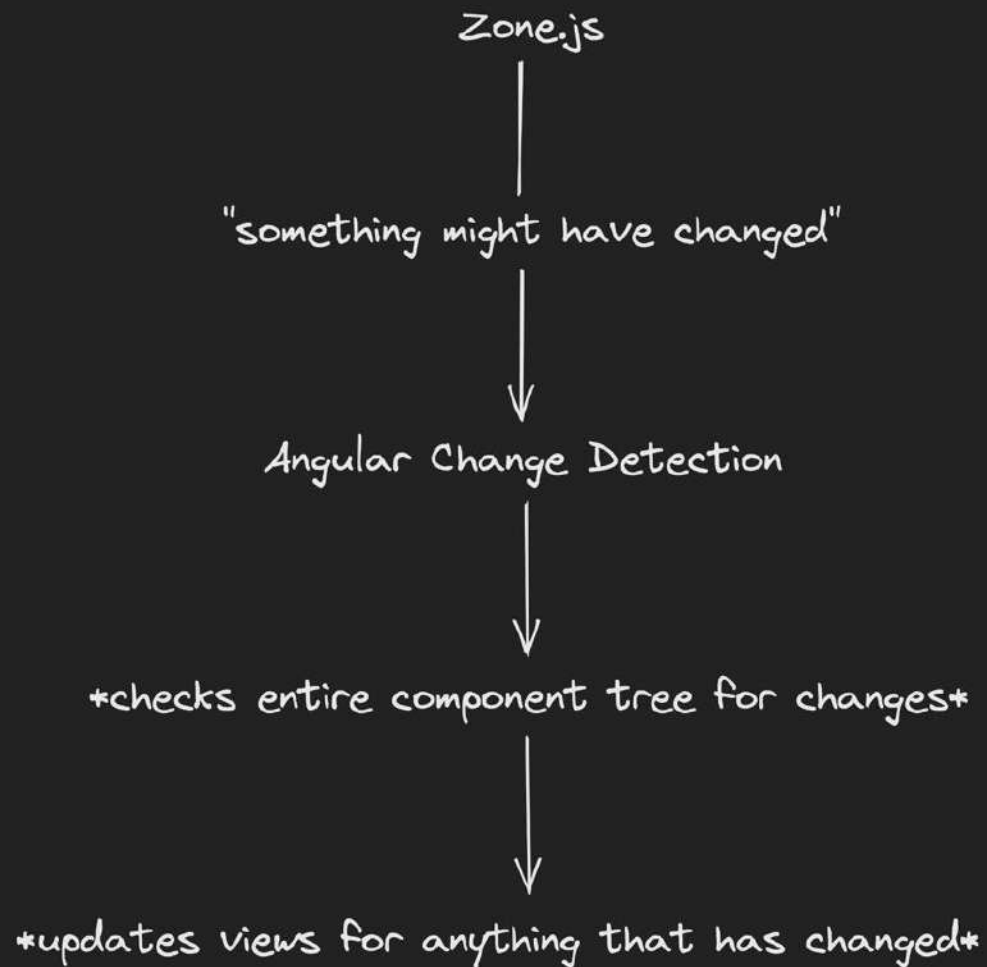 Zone.js
"something might have changed"
Angular Change Detection
*checks entire component tree for changes*
*updates views for anything that has changed*